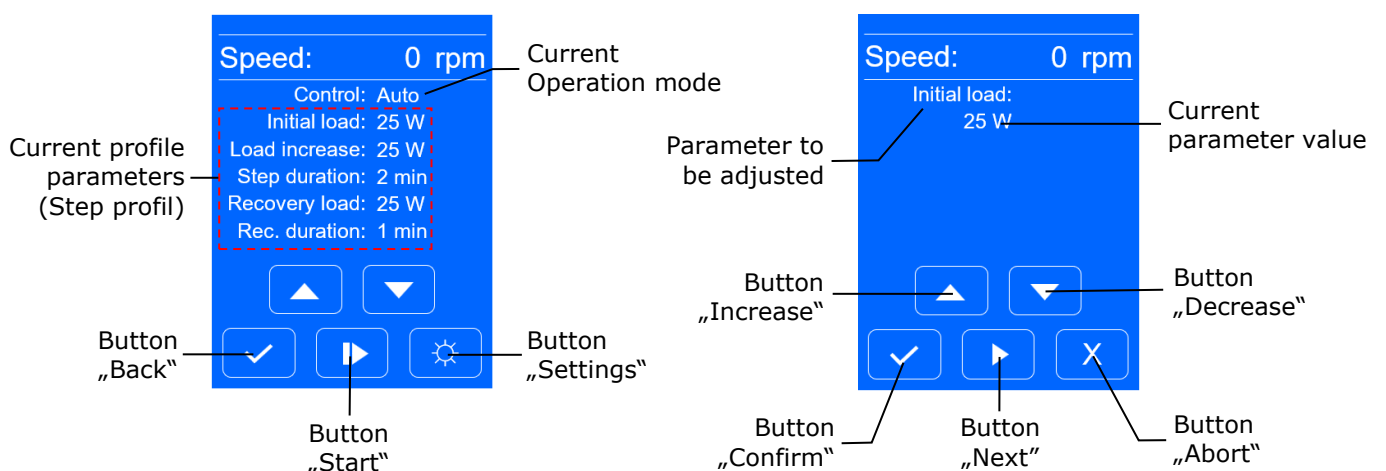 Speed: 0 rpm
Control: Auto
Initial load: 25 W
Load increase: 25 W
Step duration: 2 min
Recovery load: 25 W
Rec. duration: 1 min
Current
Operation mode
Current profile
parameters
(Step profil)
Button
„Back“
Button
„Start“
Button
„Settings“
Speed: 0 rpm
Initial load:
25 W
Parameter to
be adjusted
Current
parameter value
Button
„Increase“
Button
„Decrease“
X
Button
„Confirm“
Button
„Next“
Button
„Abort“